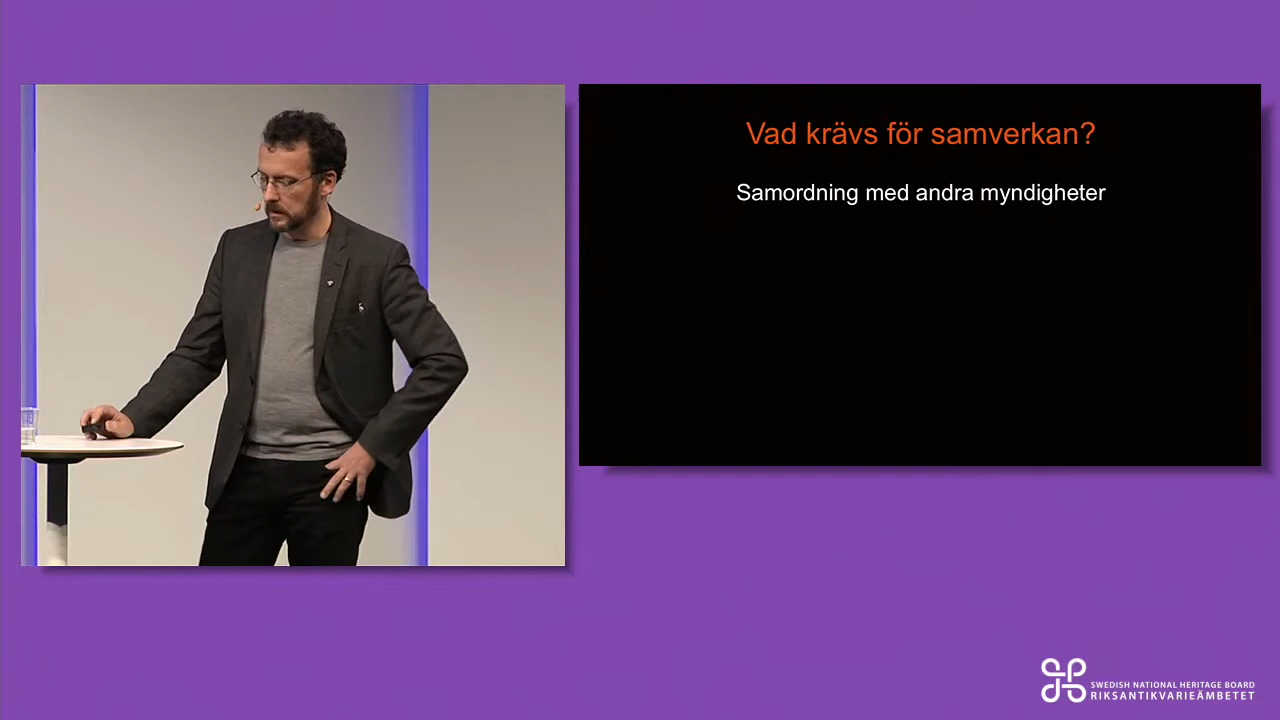 Vad krävs för samverkan?
Samordning med andra myndigheter
SWEDISH NATIONAL HERITAGE BOARD
RIKSANTIKVARIEÄMBETET